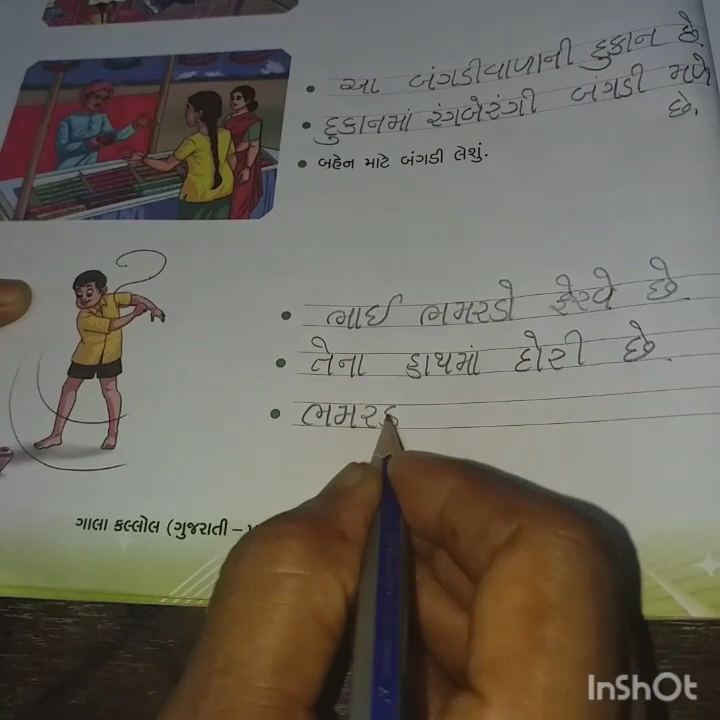 • આ બંગડીવાળાની દુકાન છે.
• દુકાનમાં રંગબેરંગી બંગડી મળે
છે.
• બહેન માટે બંગડી લેશું.
• ભાઈ ભમરડો ફેરવે છે.
• તેના હાથમાં દોરી છે.
• ભમરડ
ગાલા કલ્લોલ (ગુજરાતી –
InShOt